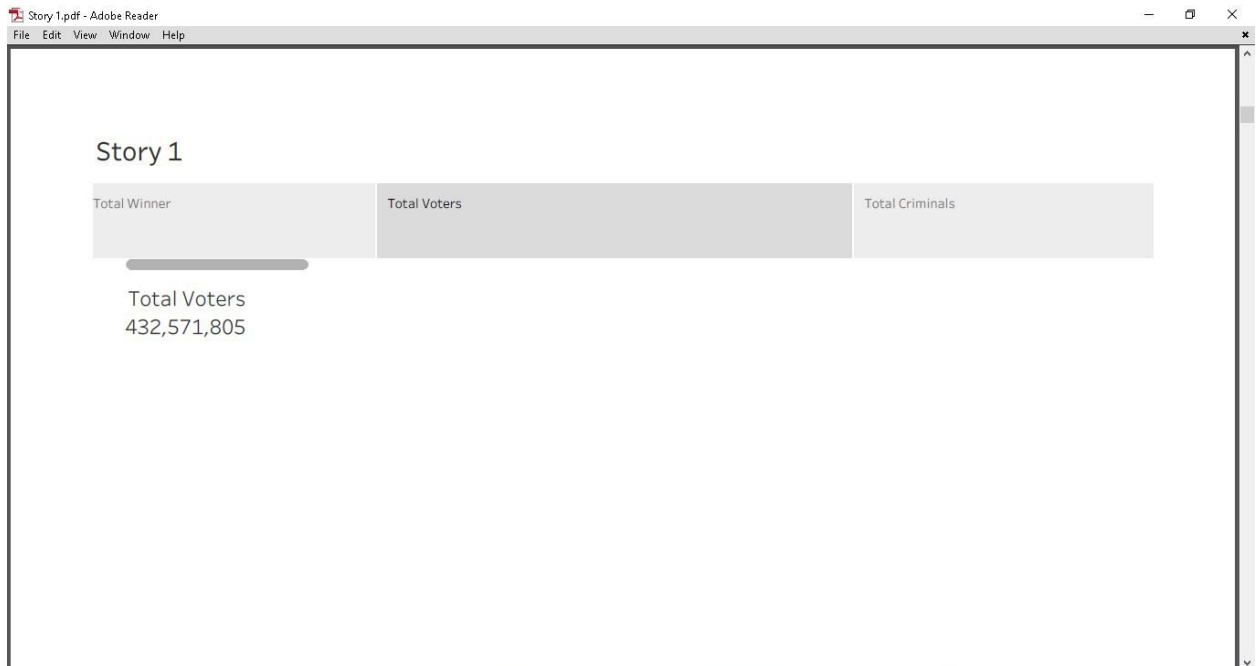 Story 1.pdf - Adobe Reader
File Edit View Window Help
Story 1
Total Winner Total Voters Total Criminals
Total Voters
432,571,805